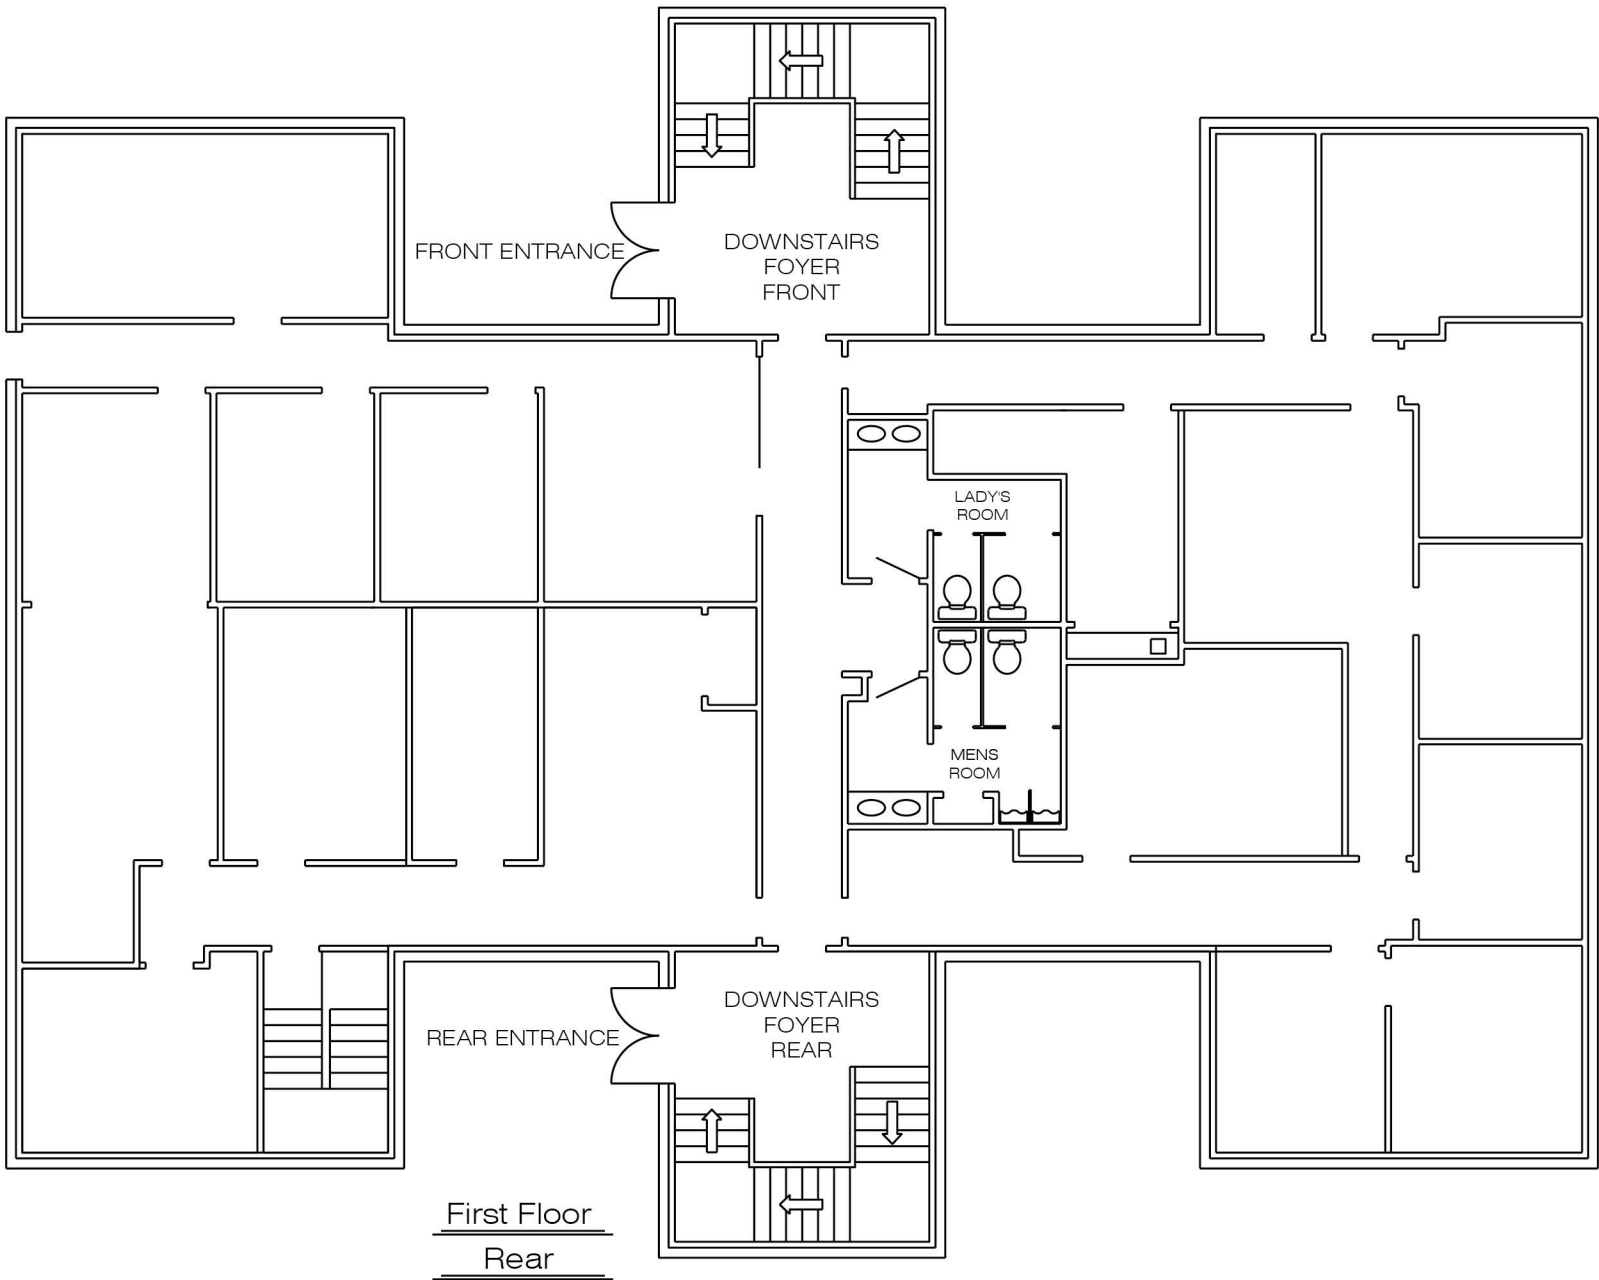 FRONT ENTRANCE
DOWNSTAIRS
FOYER
FRONT
LADY'S
ROOM
MENS
ROOM
DOWNSTAIRS
FOYER
REAR
REAR ENTRANCE
First Floor
Rear